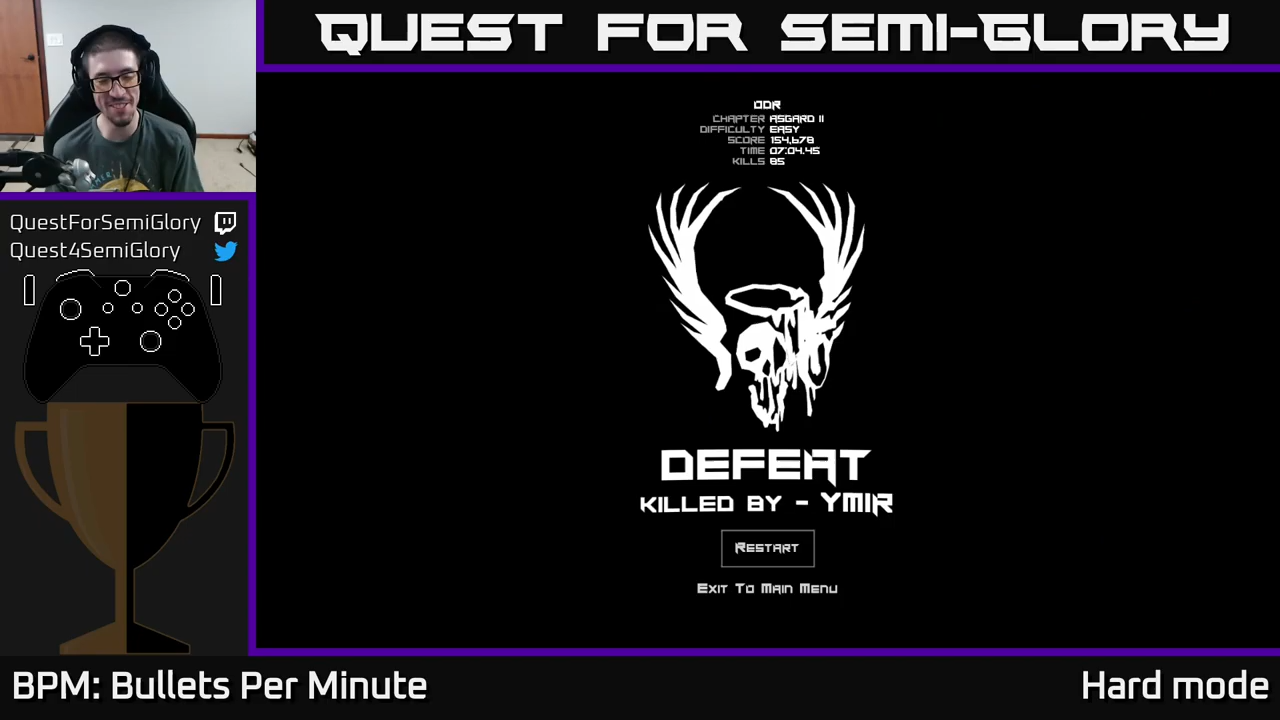 QUEST FOR SEMI-GLORY
QuestForSemiGlory
Quest4SemiGlory
ODR
CHAPTER ASGARD II
DIFFICULTY EASY
SCORE 154,678
TIME 07:04.45
KILLS 85
DEFEAT
KILLED BY - YMIR
RESTART
EXIT TO MAIN MENU
BPM: Bullets Per Minute
Hard mode